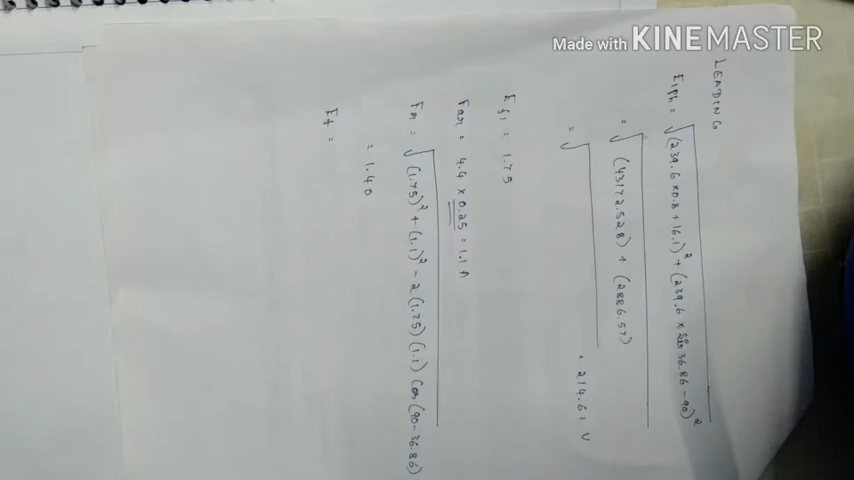 Made with KINEMASTER
LEADING
E1ph = √(239.6 x 0.8 + 16.1)² + (239.6 x sin 36.86 - 90)²
= √(43172.528) + (2886.57)
= √ = 214.61 V
Ef1 = 1.75
Far = 4.4 x 0.25 = 1.1 A
FR = √(1.75)² + (1.1)² - 2(1.75)(1.1) Cos(90 - 36.86)
= 1.40
Ef =